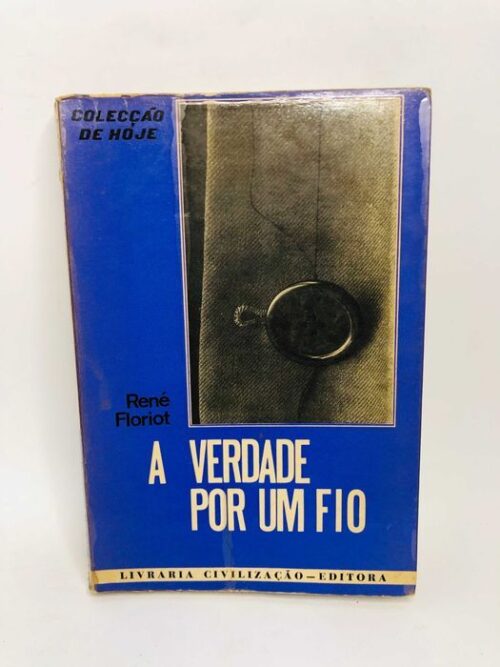 COLECÇÃO
DE HOJE
René
Floriot
A VERDADE
POR UM FIO
LIVRARIA CIVILIZAÇÃO—EDITORA